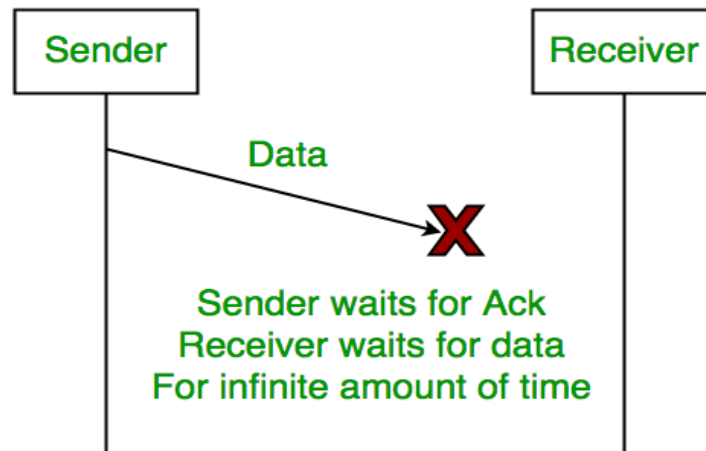 Sender
Receiver
Data
Sender waits for Ack
Receiver waits for data
For infinite amount of time